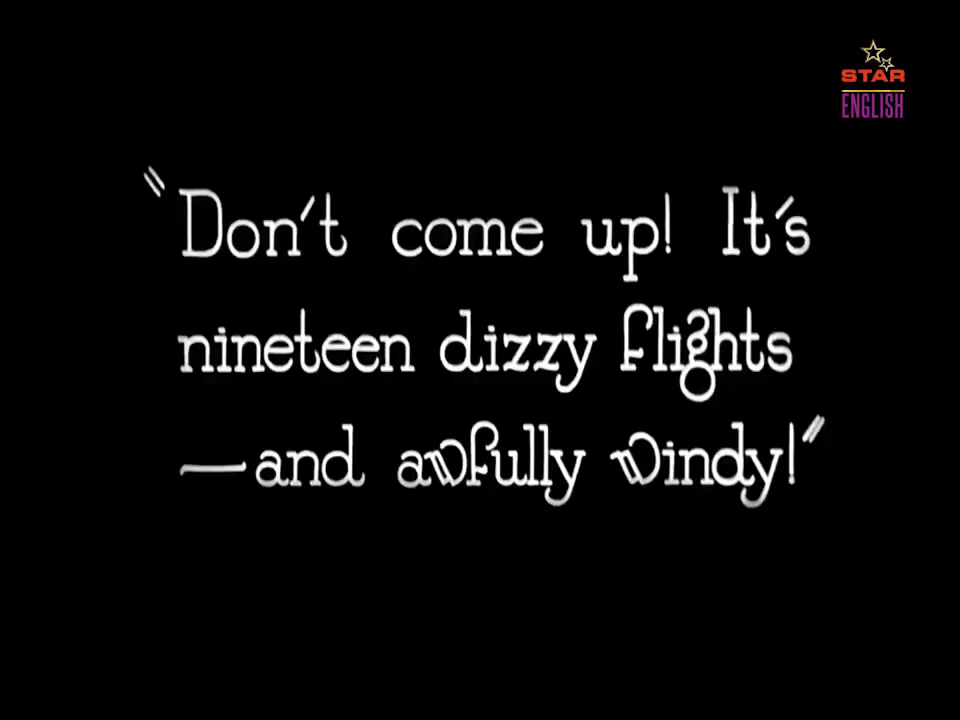 STAR
ENGLISH
"Don't come up! It's
nineteen dizzy flights
—and awfully windy!"